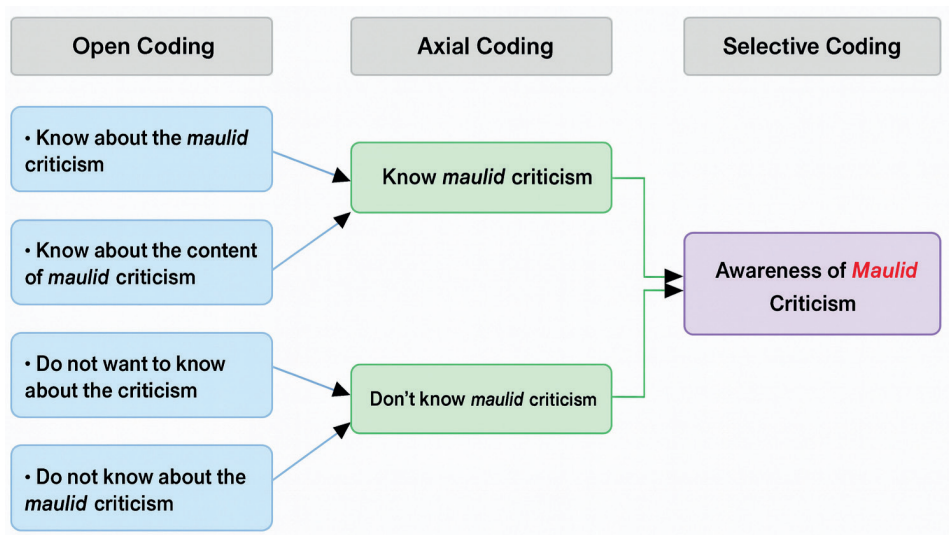 Open Coding
Axial Coding
Selective Coding
• Know about the maulid
criticism
• Know about the content
of maulid criticism
• Do not want to know
about the criticism
• Do not know about the
maulid criticism
Know maulid criticism
Don't know maulid criticism
Awareness of Maulid
Criticism